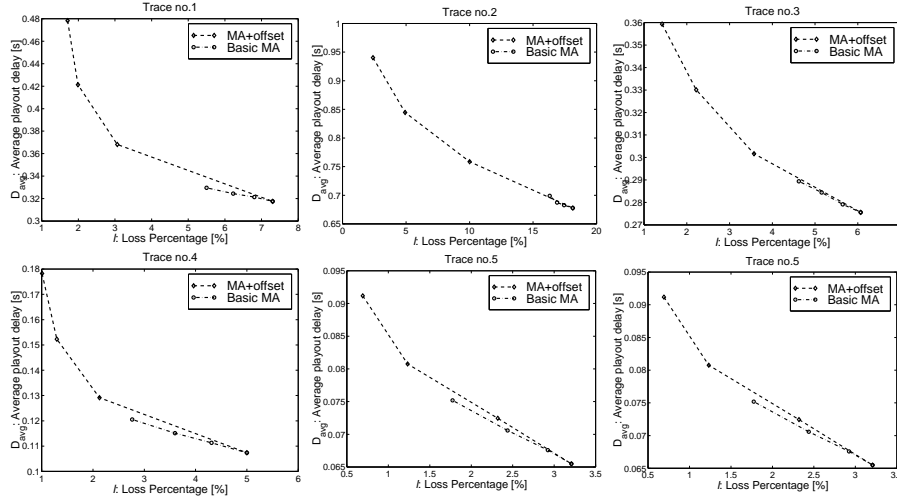 Trace no.1
MA+offset
Basic MA
D_avg: Average playout delay [s]
0.48
0.46
0.44
0.42
0.4
0.38
0.36
0.34
0.32
0.3
1 2 3 4 5 6 7 8
l: Loss Percentage [%]
Trace no.2
MA+offset
Basic MA
D_avg: Average playout delay [s]
1
0.95
0.9
0.85
0.8
0.75
0.7
0.65
0 5 10 15 20
l: Loss Percentage [%]
Trace no.3
MA+offset
Basic MA
D_avg: Average playout delay [s]
0.36
0.35
0.34
0.33
0.32
0.31
0.3
0.29
0.28
0.27
1 2 3 4 5 6
l: Loss Percentage [%]
Trace no.4
MA+offset
Basic MA
D_avg: Average playout delay [s]
0.18
0.17
0.16
0.15
0.14
0.13
0.12
0.11
0.1
1 2 3 4 5 6
l: Loss Percentage [%]
Trace no.5
MA+offset
Basic MA
D_avg: Average playout delay [s]
0.095
0.09
0.085
0.08
0.075
0.07
0.065
0.5 1 1.5 2 2.5 3 3.5
l: Loss Percentage [%]
Trace no.5
MA+offset
Basic MA
D_avg: Average playout delay [s]
0.095
0.09
0.085
0.08
0.075
0.07
0.065
0.5 1 1.5 2 2.5 3
l: Loss Percentage [%]